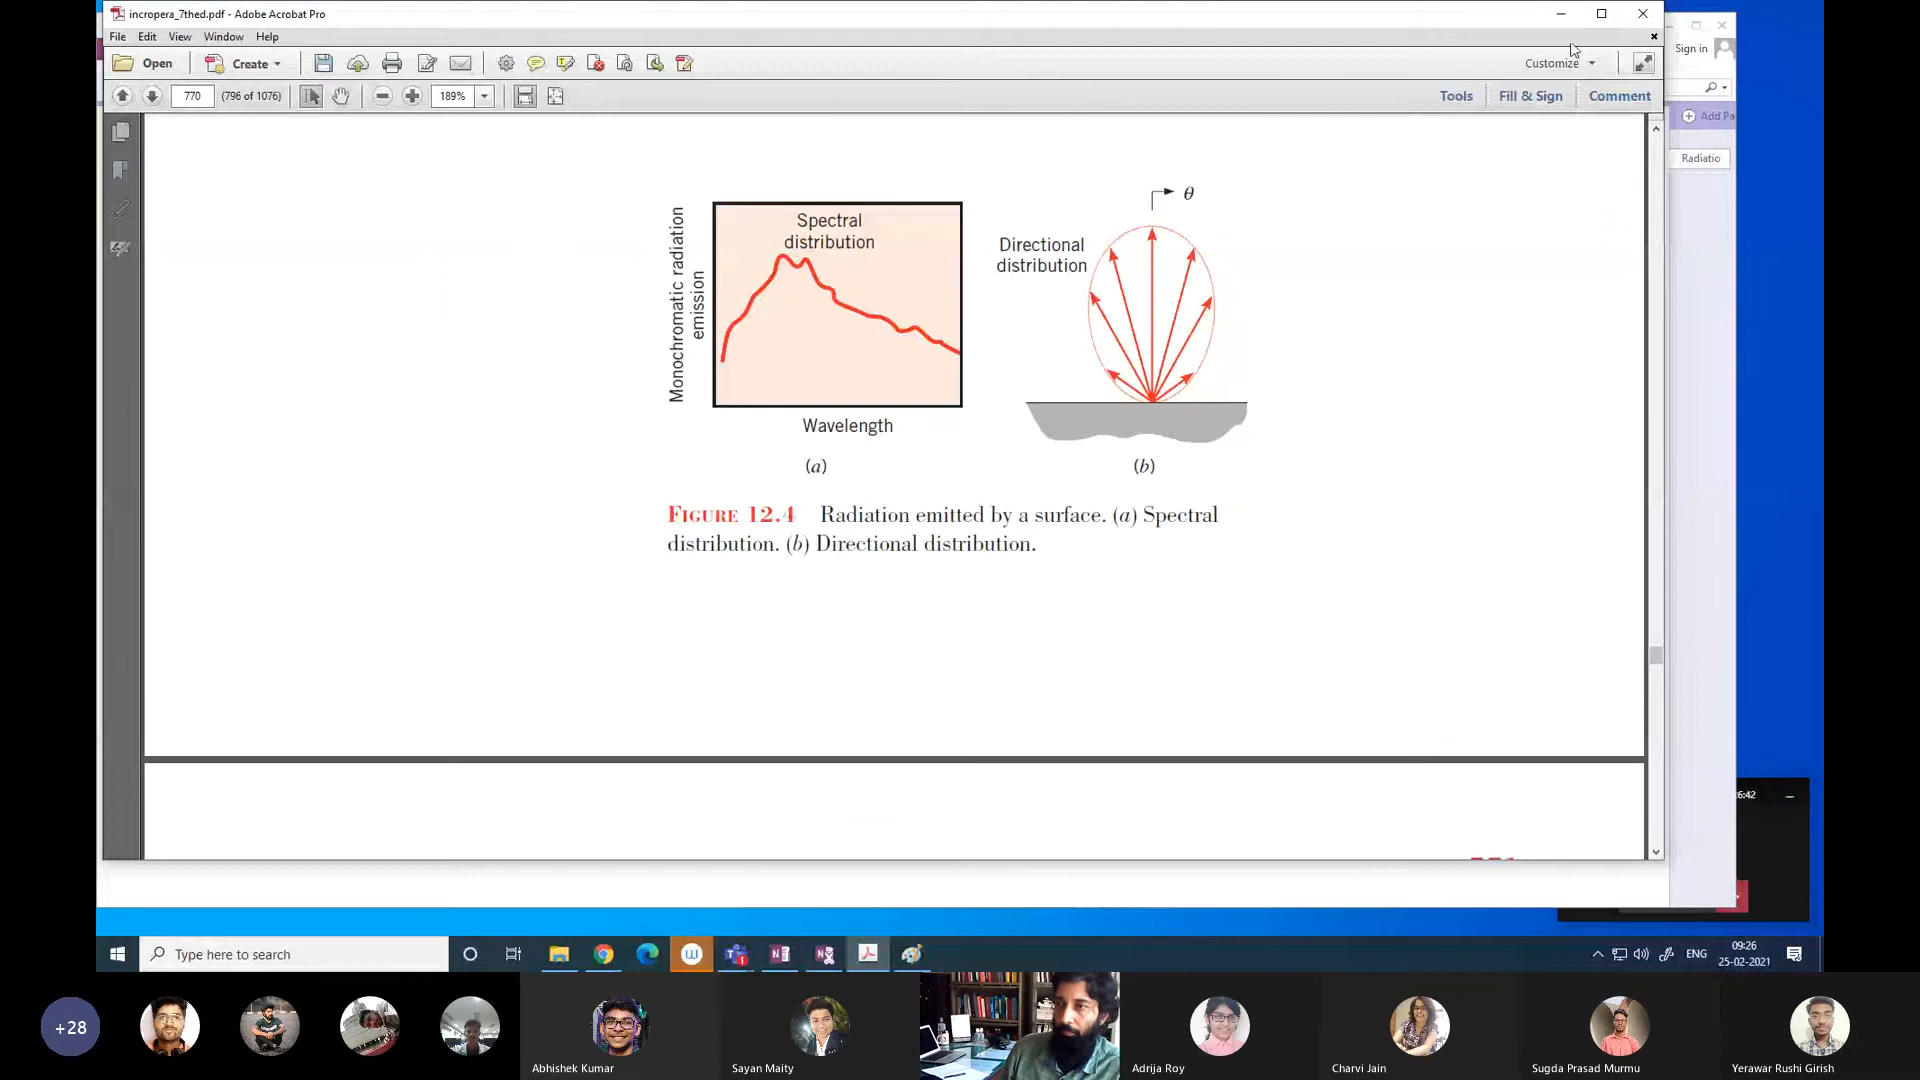 incropera_7thed.pdf - Adobe Acrobat Pro
File Edit View Window Help
Sign in
Open Create Customize
770 (796 of 1076) 189% Tools Fill & Sign Comment
Add Pa
Radiatio
θ
Spectral
distribution
Directional
distribution
Monochromatic radiation
emission
Wavelength
(a) (b)
FIGURE 12.4 Radiation emitted by a surface. (a) Spectral
distribution. (b) Directional distribution.
6:42
Type here to search
ENG
09:26
25-02-2021
+28
Abhishek Kumar
Sayan Maity
Adrija Roy
Charvi Jain
Sugda Prasad Murmu
Yerawar Rushi Girish